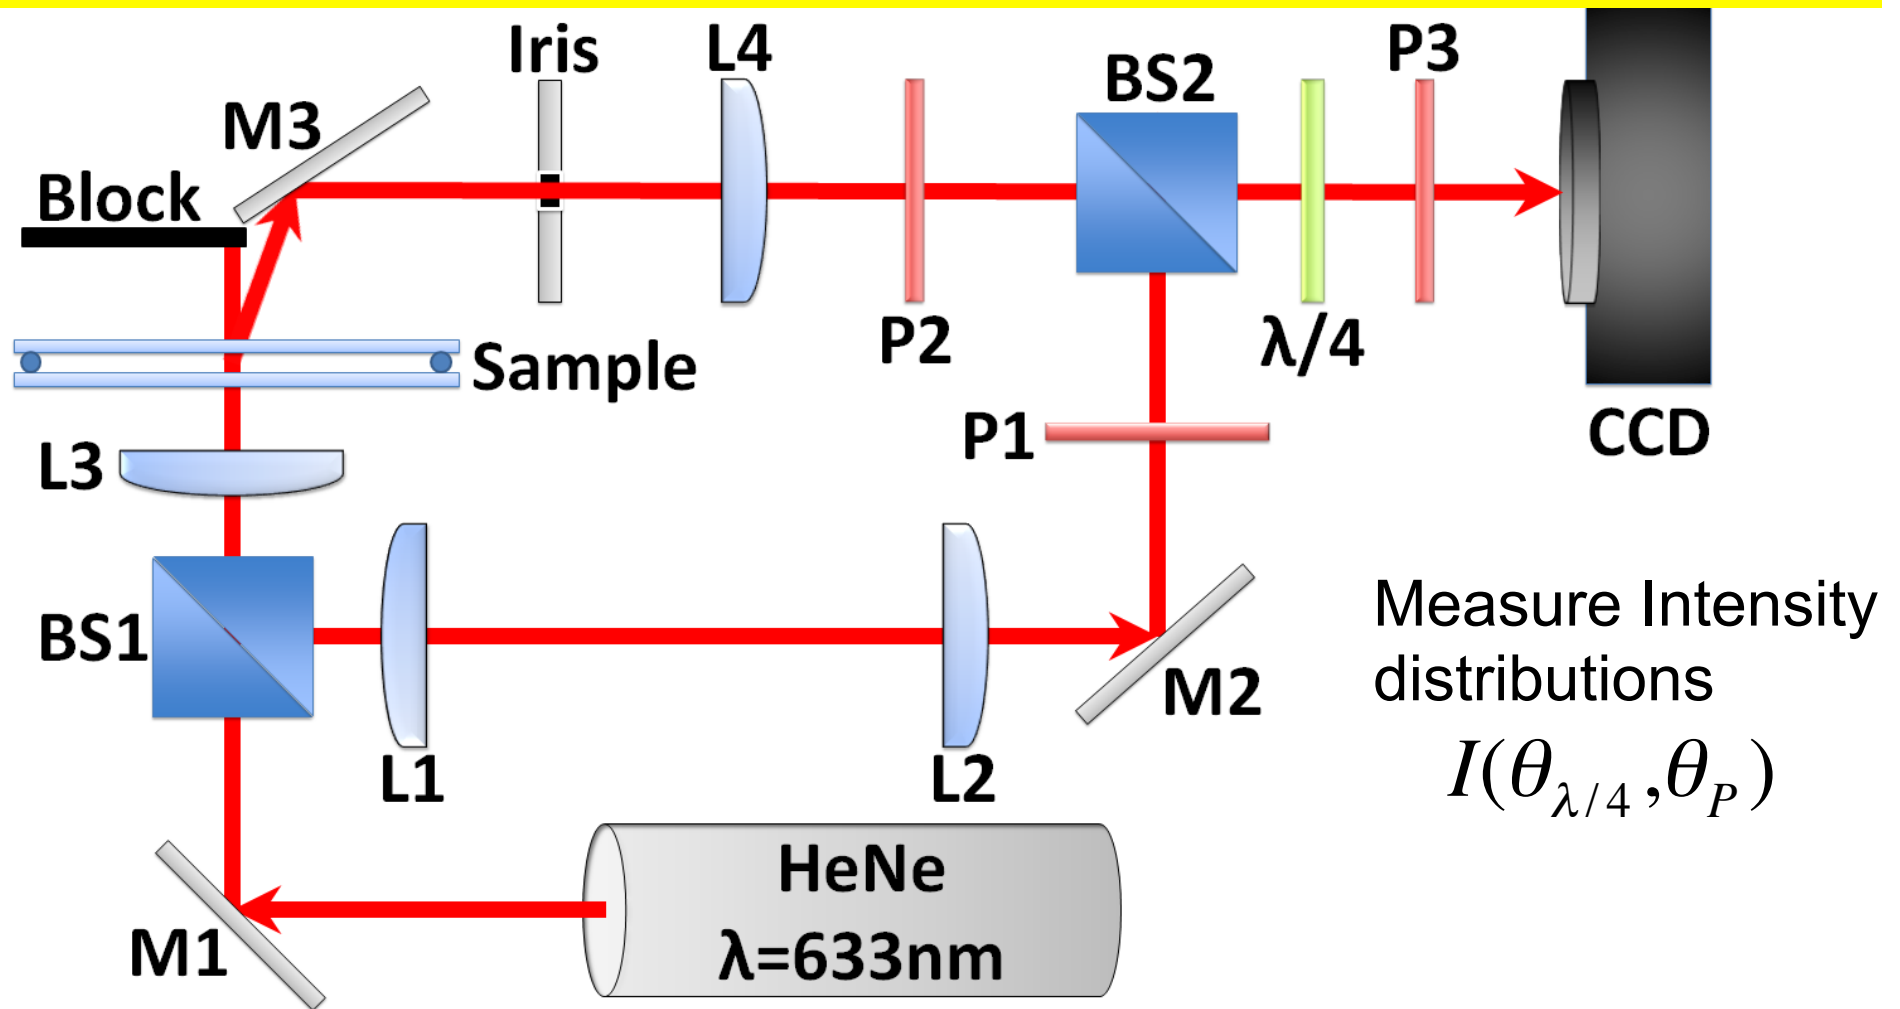 Iris
L4
P3
M3
BS2
Block
P2
λ/4
Sample
P1
CCD
L3
Measure Intensity
distributions
I(θλ/4,θP)
BS1
M2
L1
L2
HeNe
λ=633nm
M1